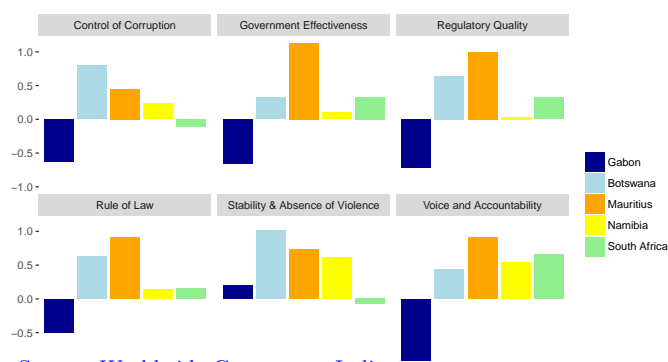 Control of Corruption
Government Effectiveness
Regulatory Quality
1.0
0.5
0.0
−0.5
−1.0
Rule of Law
Stability & Absence of Violence
Voice and Accountability
1.0
0.5
0.0
−0.5
Gabon
Botswana
Mauritius
Namibia
South Africa